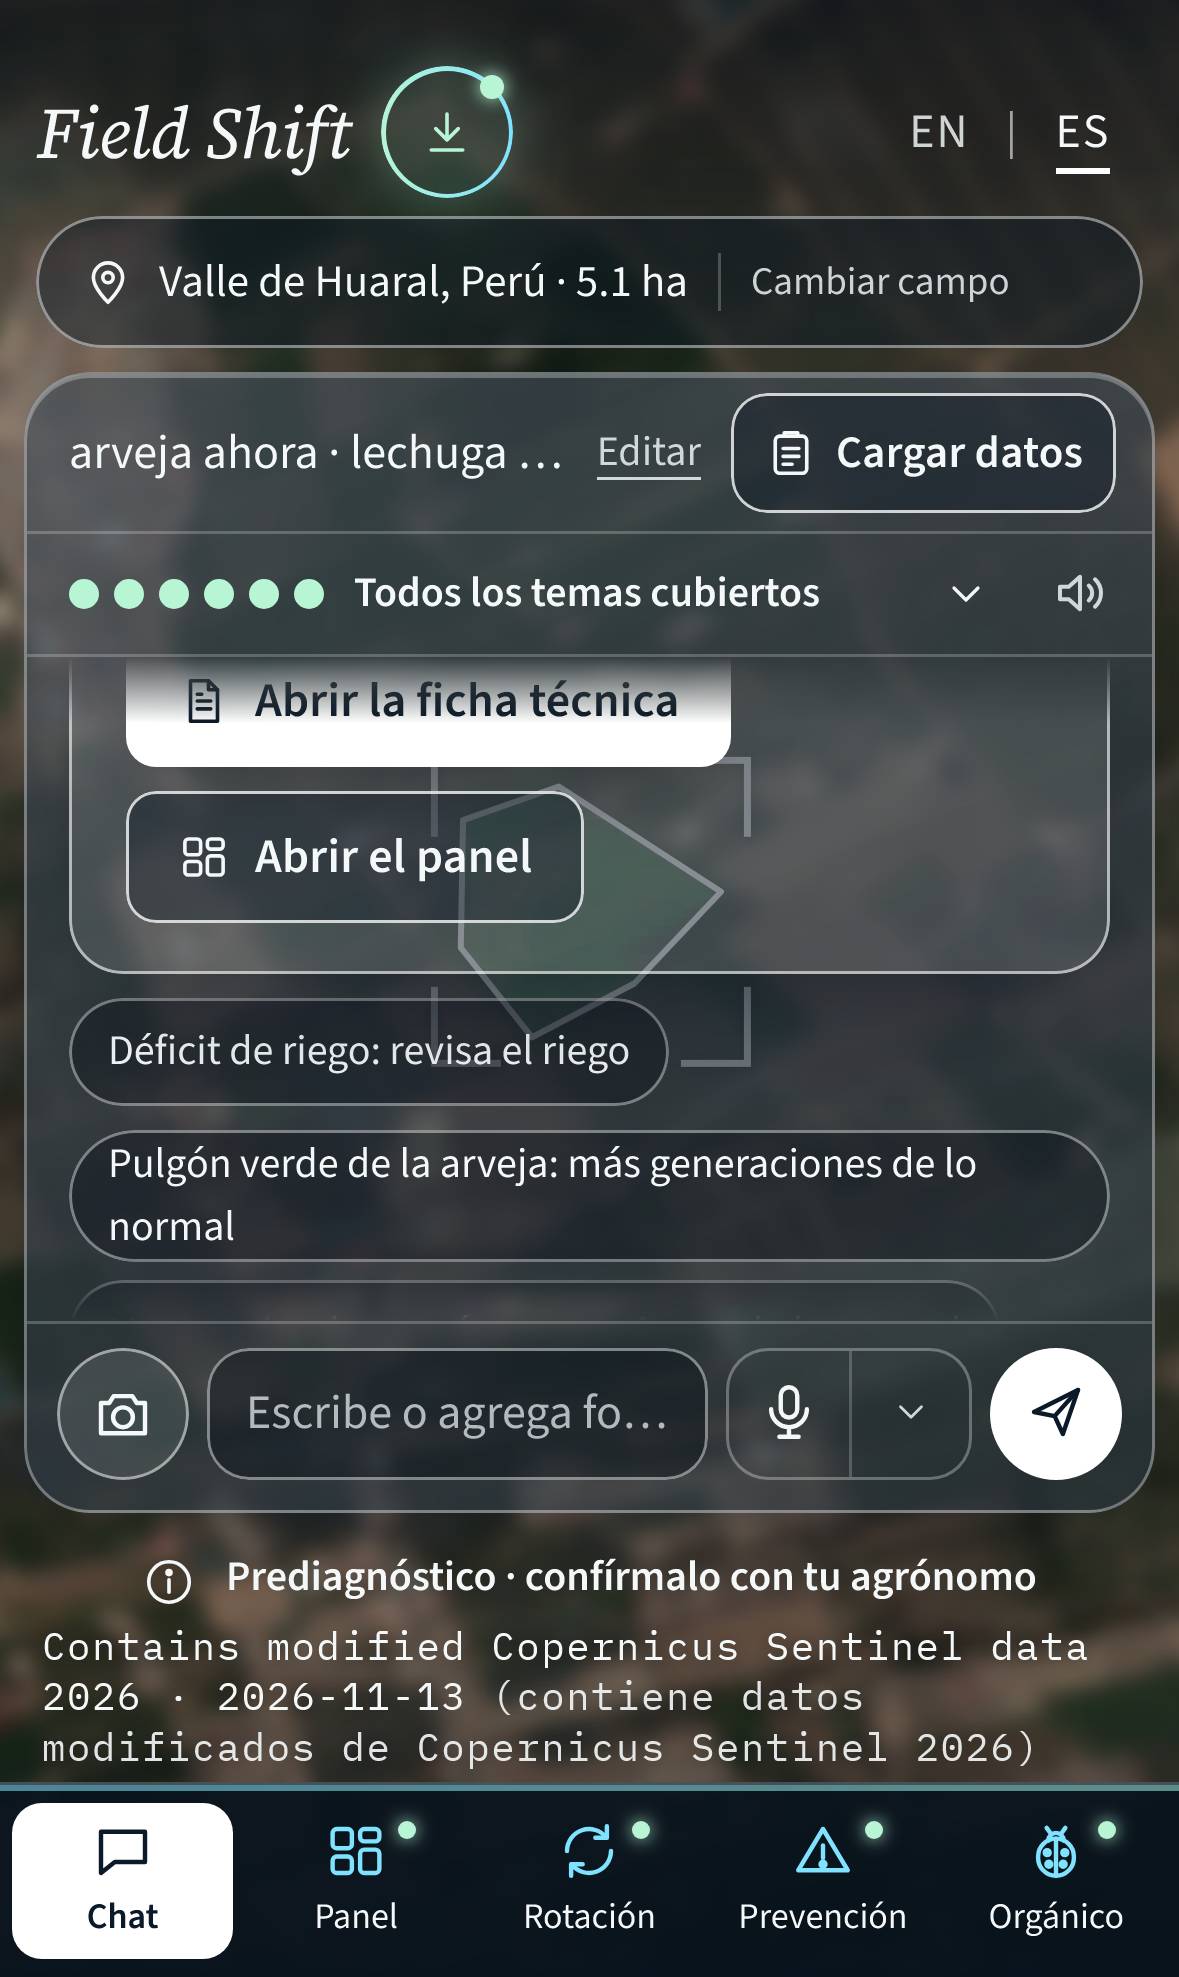 Field Shift
EN | ES
Valle de Huaral, Perú · 5.1 ha | Cambiar campo
arveja ahora · lechuga … Editar Cargar datos
Todos los temas cubiertos
Abrir la ficha técnica
Abrir el panel
Déficit de riego: revisa el riego
Pulgón verde de la arveja: más generaciones de lo
normal
Escribe o agrega fo…
Prediagnóstico · confírmalo con tu agrónomo
Contains modified Copernicus Sentinel data
2026 · 2026-11-13 (contiene datos
modificados de Copernicus Sentinel 2026)
Chat Panel Rotación Prevención Orgánico